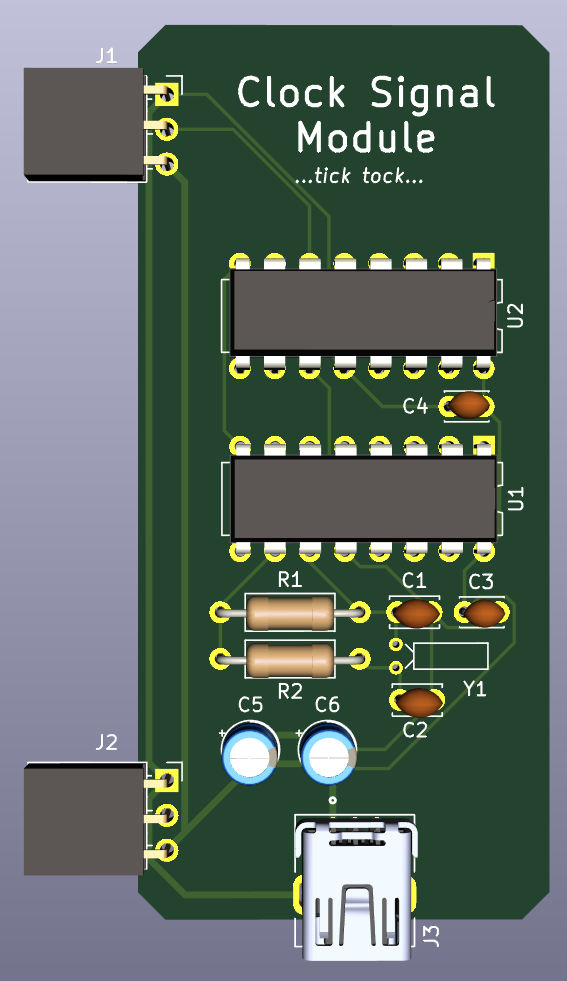 J1
Clock Signal
Module
...tick tock...
U2
C4
U1
R1
C1
C3
R2
Y1
C5
C6
C2
J2
+
+
J3